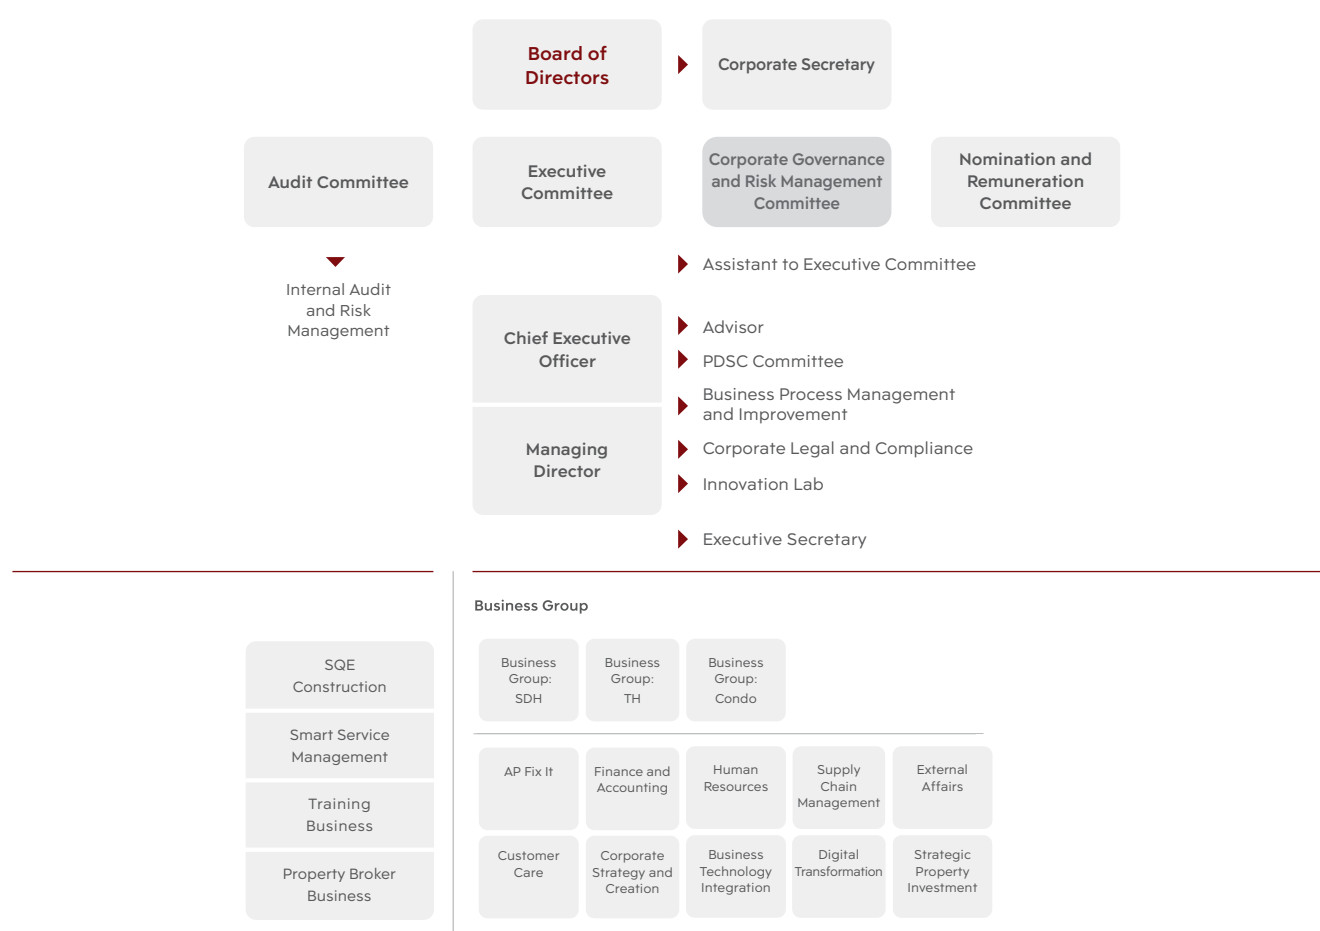 Board of
Directors
Corporate Secretary
Audit Committee
Executive
Committee
Corporate Governance
and Risk Management
Committee
Nomination and
Remuneration
Committee
Internal Audit
and Risk
Management
Assistant to Executive Committee
Chief Executive
Officer
Managing
Director
Advisor
PDSC Committee
Business Process Management
and Improvement
Corporate Legal and Compliance
Innovation Lab
Executive Secretary
SQE
Construction
Smart Service
Management
Training
Business
Property Broker
Business
Business Group
Business
Group:
SDH
Business
Group:
TH
Business
Group:
Condo
AP Fix It
Finance and
Accounting
Human
Resources
Supply
Chain
Management
External
Affairs
Customer
Care
Corporate
Strategy and
Creation
Business
Technology
Integration
Digital
Transformation
Strategic
Property
Investment